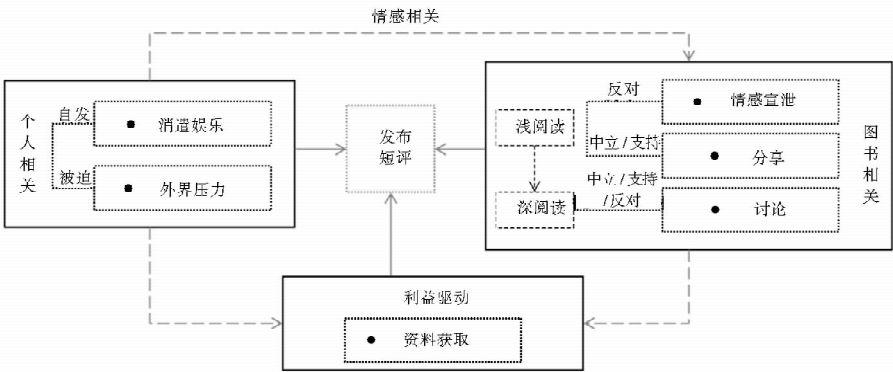 情感相关
个人相关
自发
● 消遣娱乐
被迫
● 外界压力
发布
短评
浅阅读
深阅读
反对
● 情感宣泄
中立/支持
● 分享
中立/支持
/反对
● 讨论
图书相关
利益驱动
● 资料获取